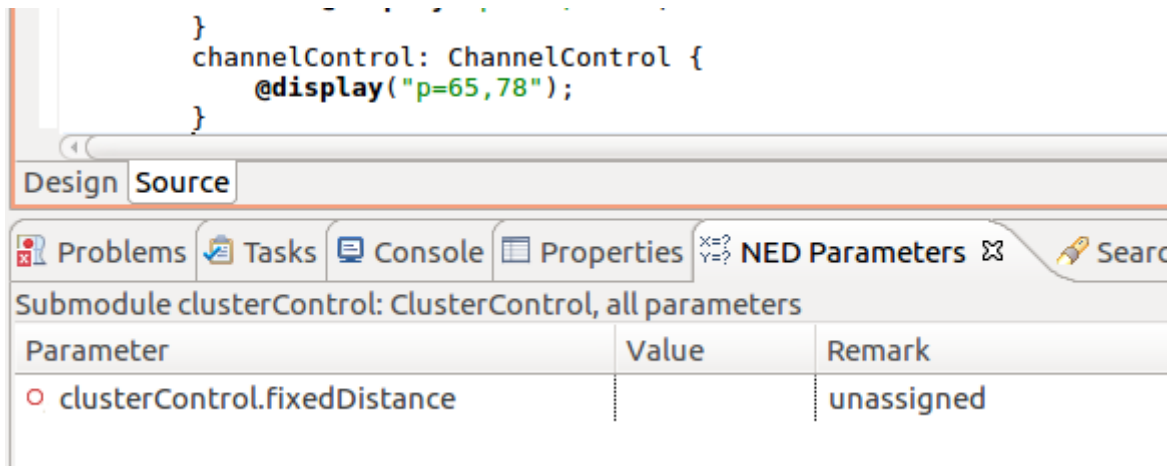 }
channelControl: ChannelControl {
@display("p=65,78");
}
Design Source
Problems Tasks Console Properties X=? Y=? NED Parameters Searc
Submodule clusterControl: ClusterControl, all parameters
Parameter Value Remark
clusterControl.fixedDistance unassigned